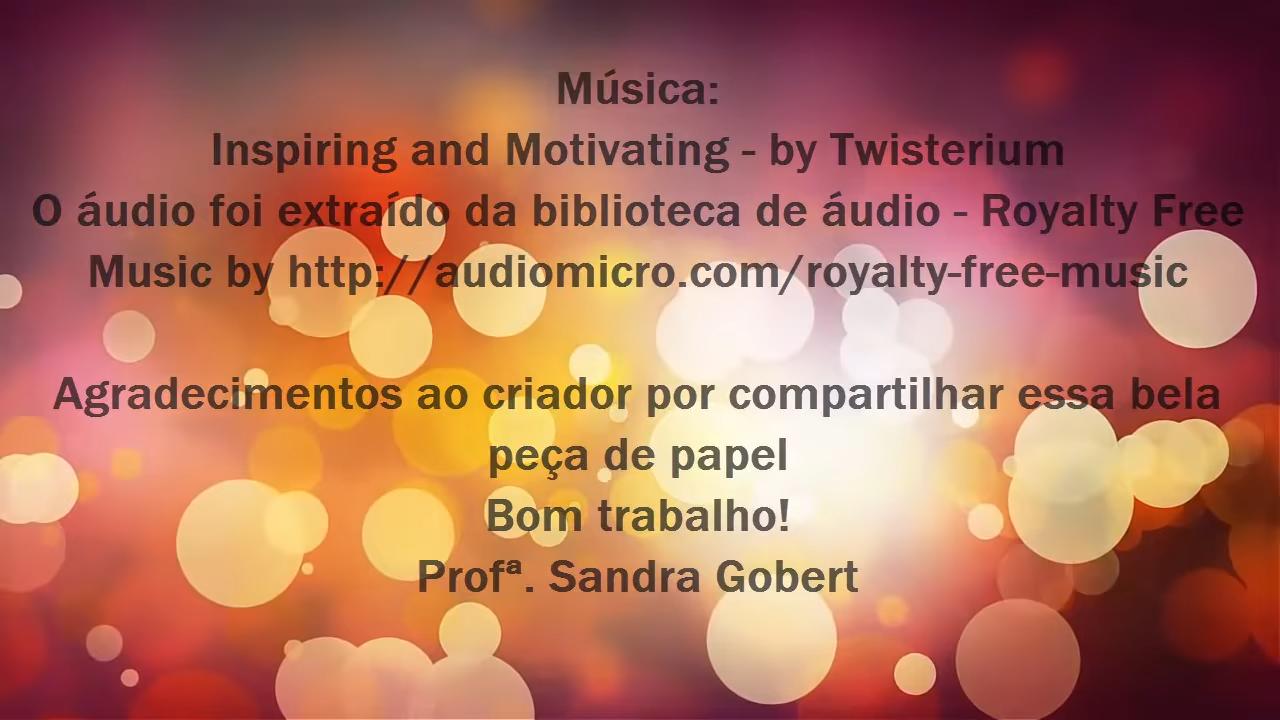 Música:
Inspiring and Motivating - by Twisterium
O áudio foi extraído da biblioteca de áudio - Royalty Free
Music by http://audiomicro.com/royalty-free-music
Agradecimentos ao criador por compartilhar essa bela
peça de papel
Bom trabalho!
Profª. Sandra Gobert